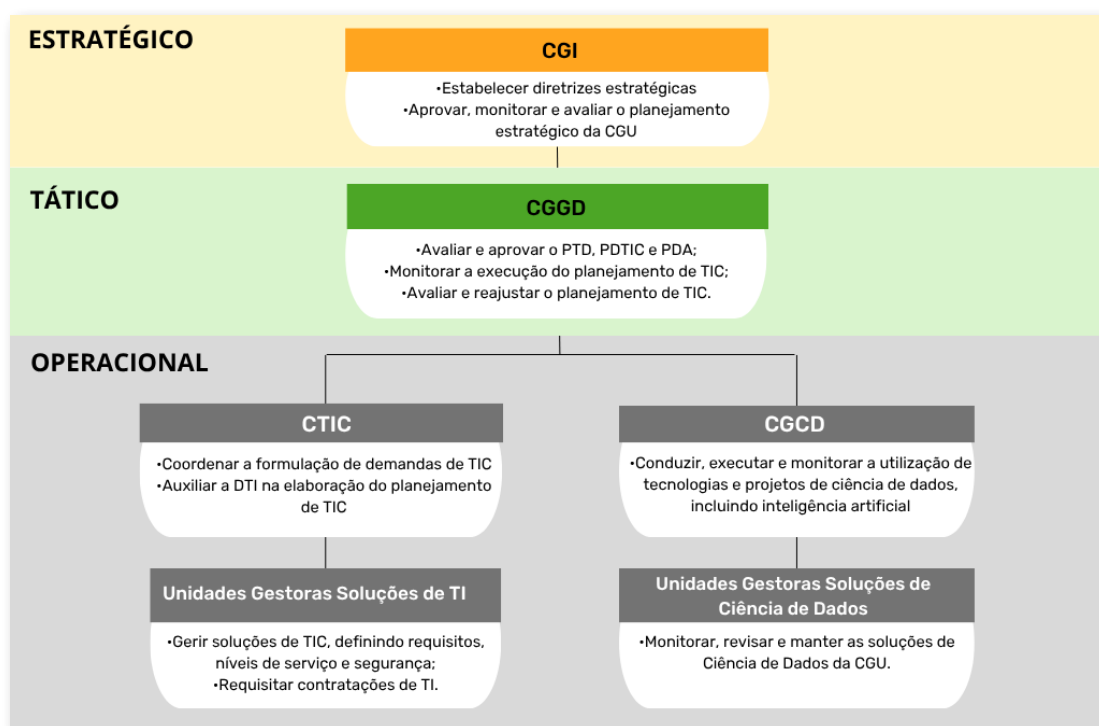 ESTRATÉGICO
CGI
•Estabelecer diretrizes estratégicas
•Aprovar, monitorar e avaliar o planejamento
estratégico da CGU
TÁTICO
CGGD
•Avaliar e aprovar o PTD, PDTIC e PDA;
•Monitorar a execução do planejamento de TIC;
•Avaliar e reajustar o planejamento de TIC.
OPERACIONAL
CTIC
•Coordenar a formulação de demandas de TIC
•Auxiliar a DTI na elaboração do planejamento
de TIC
CGCD
•Conduzir, executar e monitorar a utilização de
tecnologias e projetos de ciência de dados,
incluindo inteligência artificial
Unidades Gestoras Soluções de TI
•Gerir soluções de TIC, definindo requisitos,
níveis de serviço e segurança;
•Requisitar contratações de TI.
Unidades Gestoras Soluções de
Ciência de Dados
•Monitorar, revisar e manter as soluções de
Ciência de Dados da CGU.